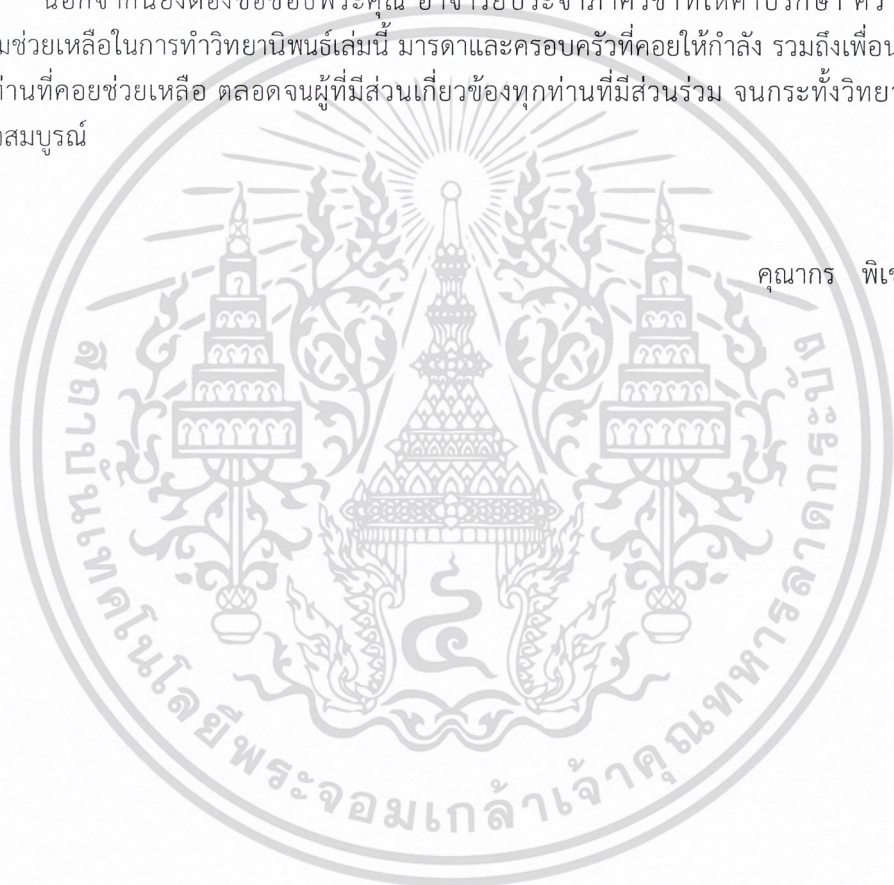 นอกจากนี้ยังต้องขอขอบพระคุณ อาจารย์ประจำภาควิชาที่ให้คำปรึกษา
มช่วยเหลือในการทำวิทยานิพนธ์เล่มนี้ มารดาและครอบครัวที่คอยให้กำลัง รวมถึงเพื่อน
ท่านที่คอยช่วยเหลือ ตลอดจนผู้ที่มีส่วนเกี่ยวข้องทุกท่านที่มีส่วนร่วม จนกระทั้งวิทยา
สมบูรณ์
คุณากร
สถาบันเทคโนโลยีพระจอมเกล้าเจ้าคุณทหารลาดกระบัง
๔